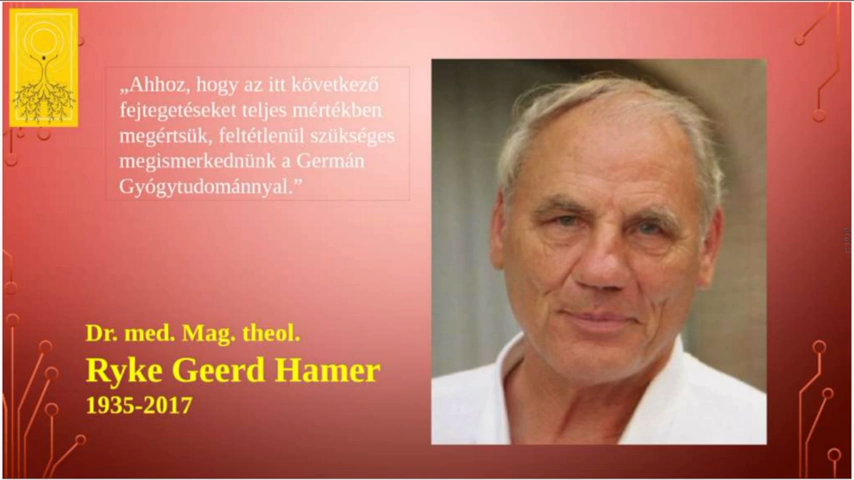 „Ahhoz, hogy az itt következő
fejtegetéseket teljes mértékben
megértsük, feltétlenül szükséges
megismerkednünk a Germán
Gyógytudománnyal.”
Dr. med. Mag. theol.
Ryke Geerd Hamer
1935-2017